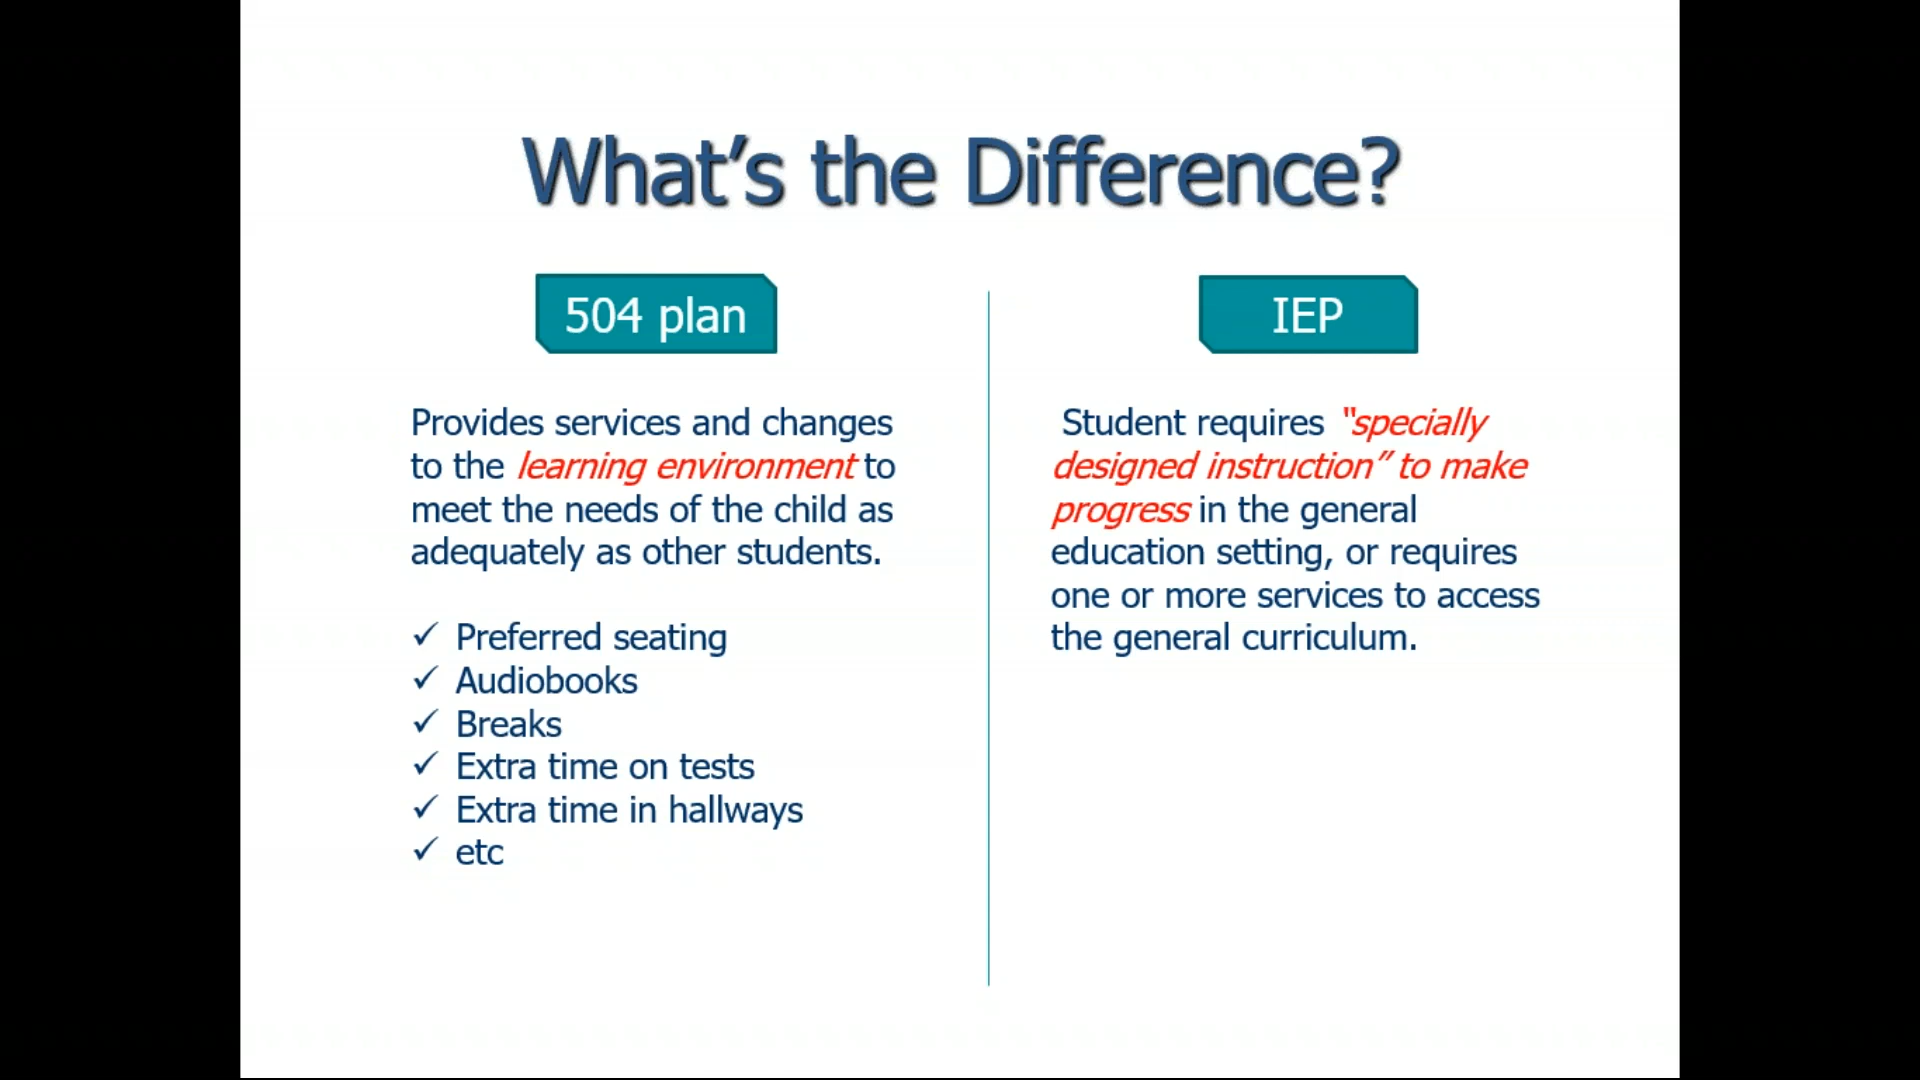 What’s the Difference?
504 plan
Provides services and changes
to the learning environment to
meet the needs of the child as
adequately as other students.
✓ Preferred seating
✓ Audiobooks
✓ Breaks
✓ Extra time on tests
✓ Extra time in hallways
✓ etc
IEP
Student requires “specially
designed instruction” to make
progress in the general
education setting, or requires
one or more services to access
the general curriculum.